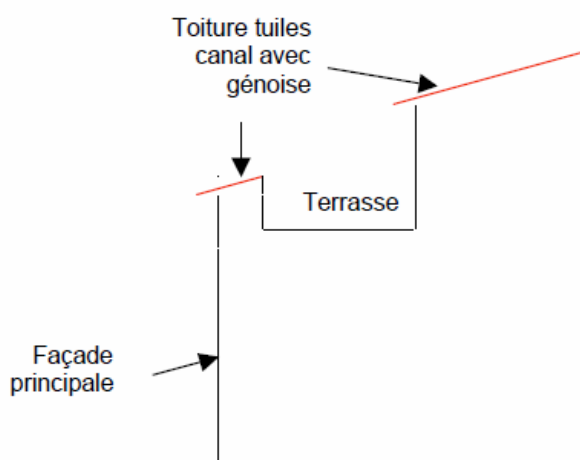 Toiture tuiles
canal avec
génoise
Terrasse
Façade
principale